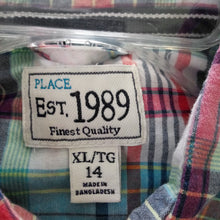 PLACE
EST. 1989
Finest Quality
XL/TG
14
MADE IN
BANGLADESH